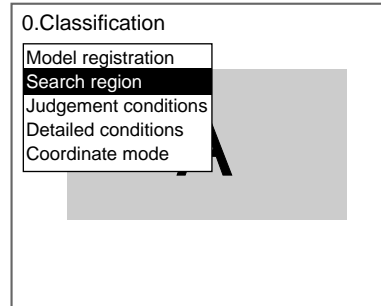 0.Classification
Model registration
Search region
Judgement conditions
Detailed conditions
Coordinate mode
A